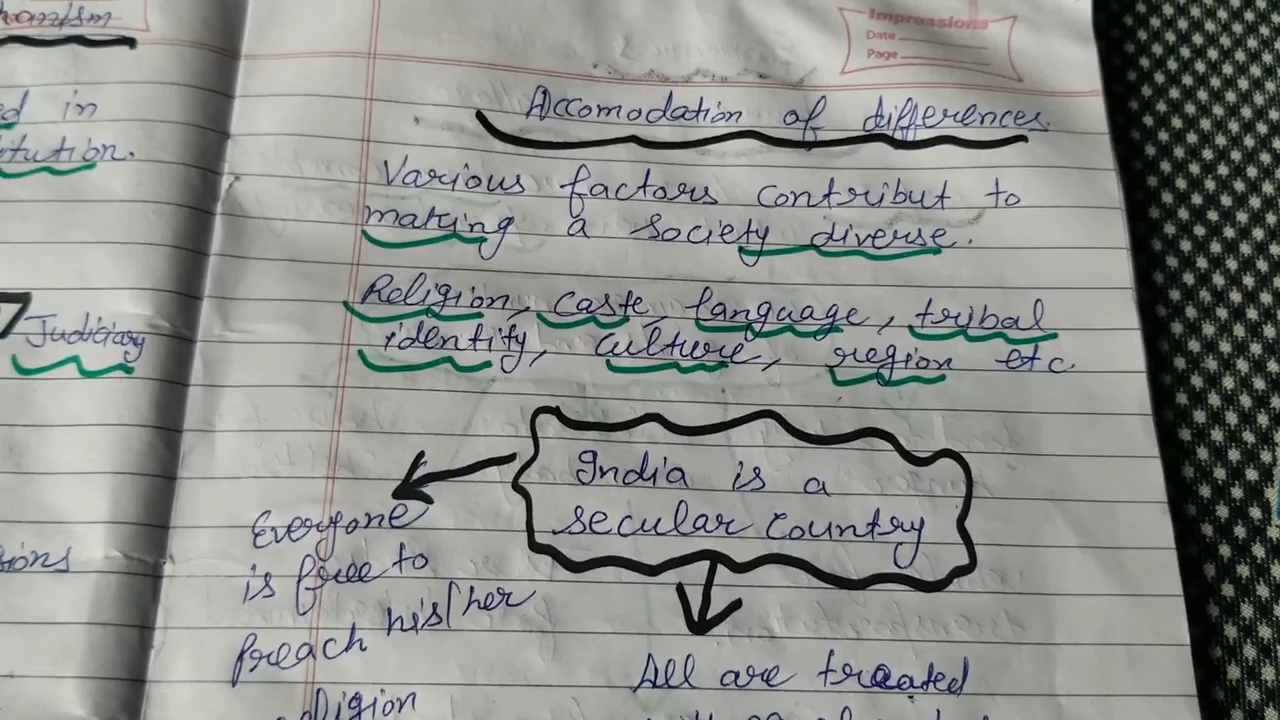 ed in
itution.
Judiciary
sions
Impressions
Date
Page
Accomodation of differences.
Various factors contribut to
making a society diverse.
Religion, caste, language, tribal
identity, culture, region etc.
India is a
secular country
Everyone
is free to
preach his/her
All are treated